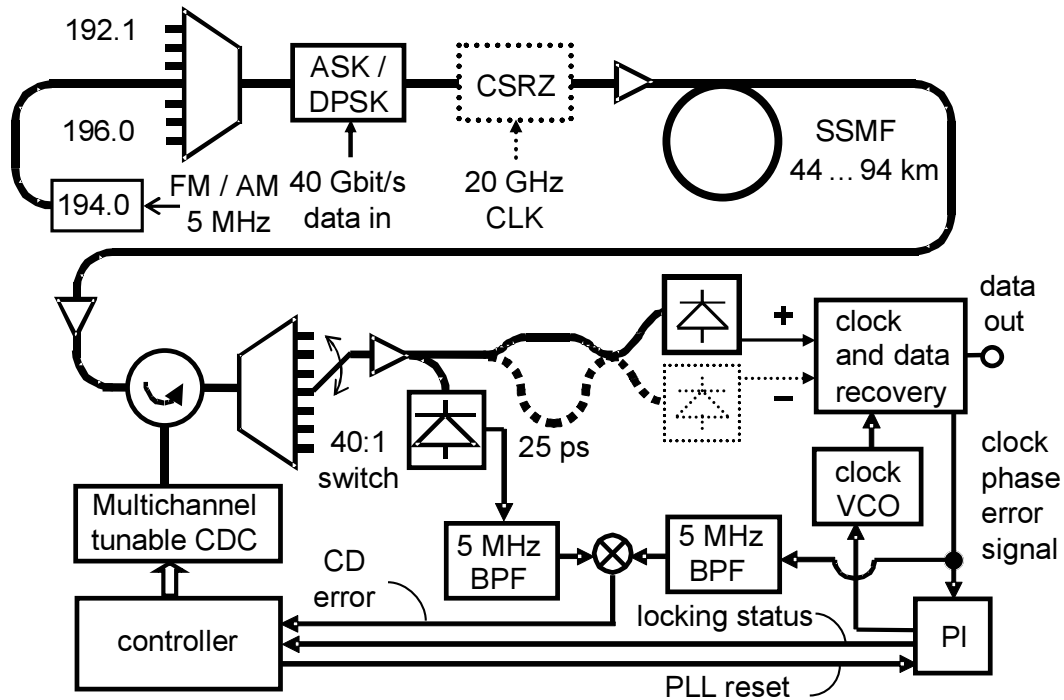 192.1
196.0
194.0
FM / AM
5 MHz
ASK /
DPSK
40 Gbit/s
data in
CSRZ
20 GHz
CLK
SSMF
44 ... 94 km
40:1
switch
25 ps
+
−
clock
and data
recovery
data
out
clock
phase
error
signal
clock
VCO
Multichannel
tunable CDC
5 MHz
BPF
5 MHz
BPF
CD
error
locking status
controller
PI
PLL reset